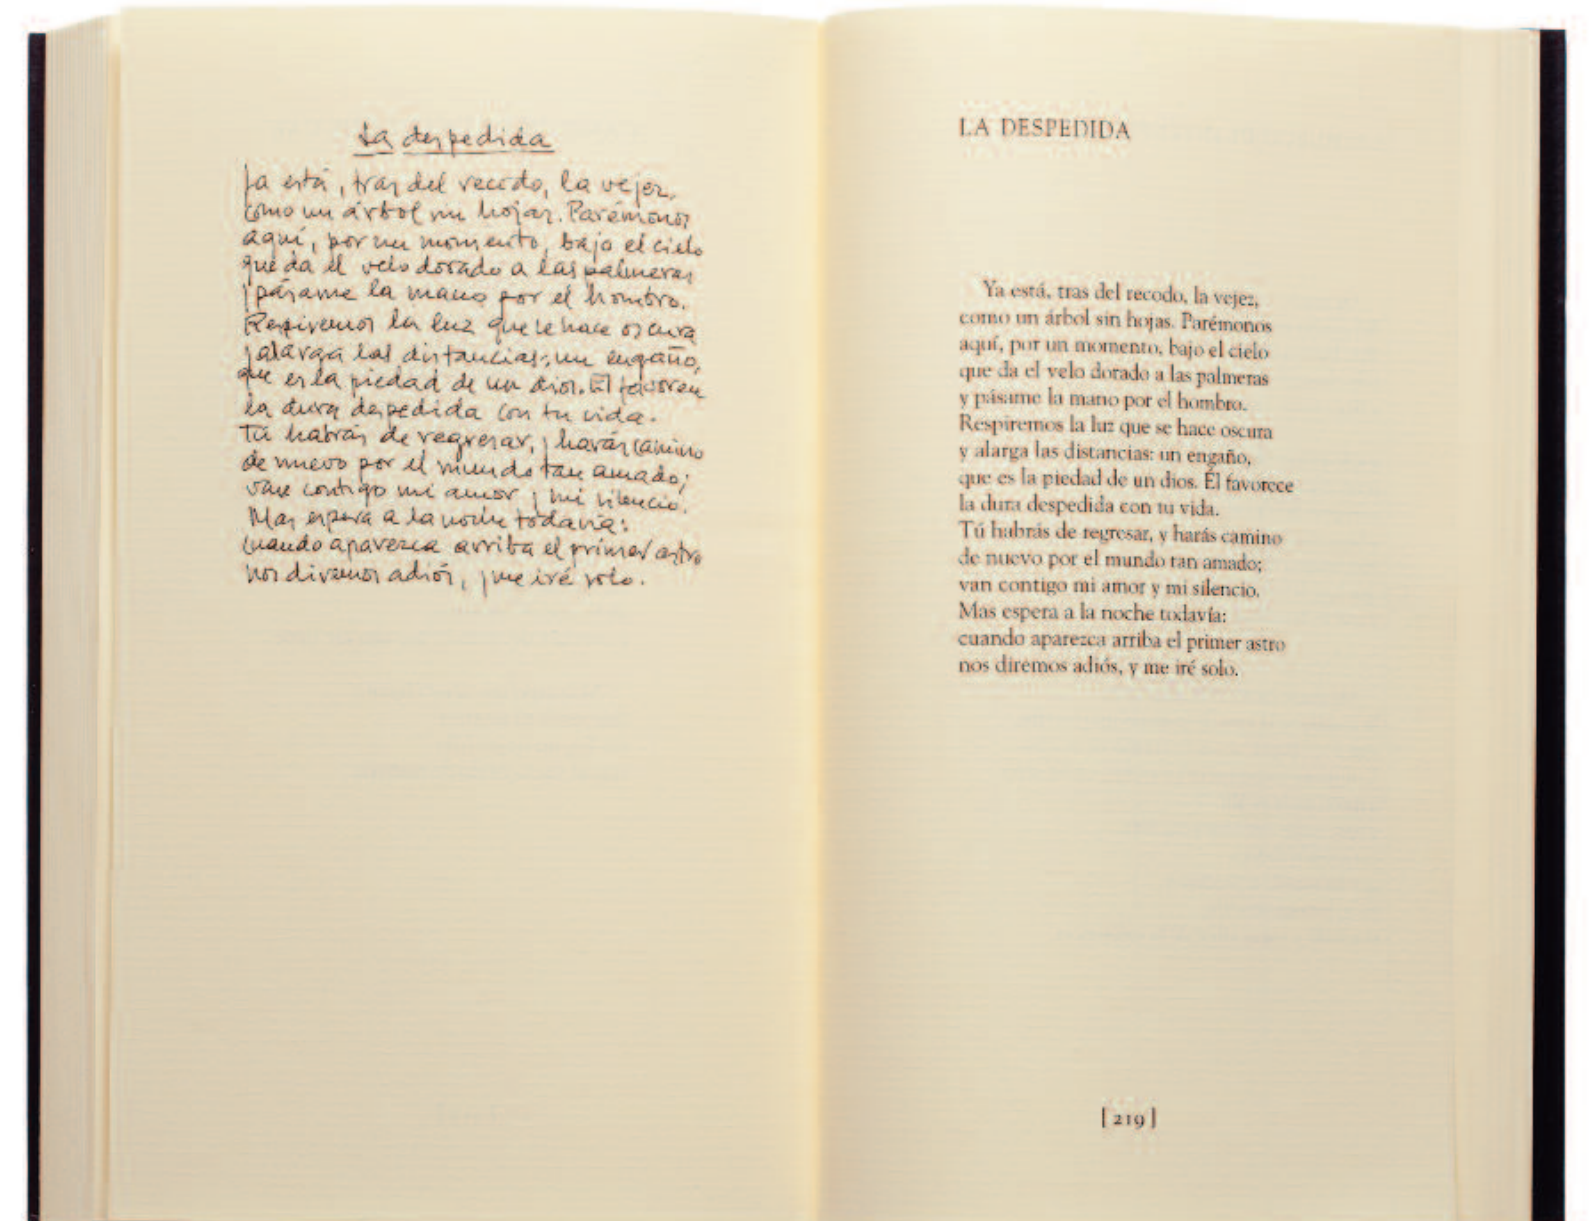 La despedida
Ya está, tras del recodo, la vejez,
como un árbol sin hojas. Parémonos
aquí, por un momento, bajo el cielo
que da el velo dorado a las palmeras
y pásame la mano por el hombro.
Respiremos la luz que se hace oscura
y alarga las distancias: un engaño,
que es la piedad de un dios. Él favorece
la dura despedida con tu vida.
Tú habrás de regresar, y harás camino
de nuevo por el mundo tan amado;
van contigo mi amor y mi silencio.
Mas espera a la noche todavía:
cuando aparezca arriba el primer astro
nos diremos adiós, y me iré solo.
LA DESPEDIDA
Ya está, tras del recodo, la vejez,
como un árbol sin hojas. Parémonos
aquí, por un momento, bajo el cielo
que da el velo dorado a las palmeras
y pásame la mano por el hombro.
Respiremos la luz que se hace oscura
y alarga las distancias: un engaño,
que es la piedad de un dios. Él favorece
la dura despedida con tu vida.
Tú habrás de regresar, y harás camino
de nuevo por el mundo tan amado;
van contigo mi amor y mi silencio.
Mas espera a la noche todavía:
cuando aparezca arriba el primer astro
nos diremos adiós, y me iré solo.
[219]